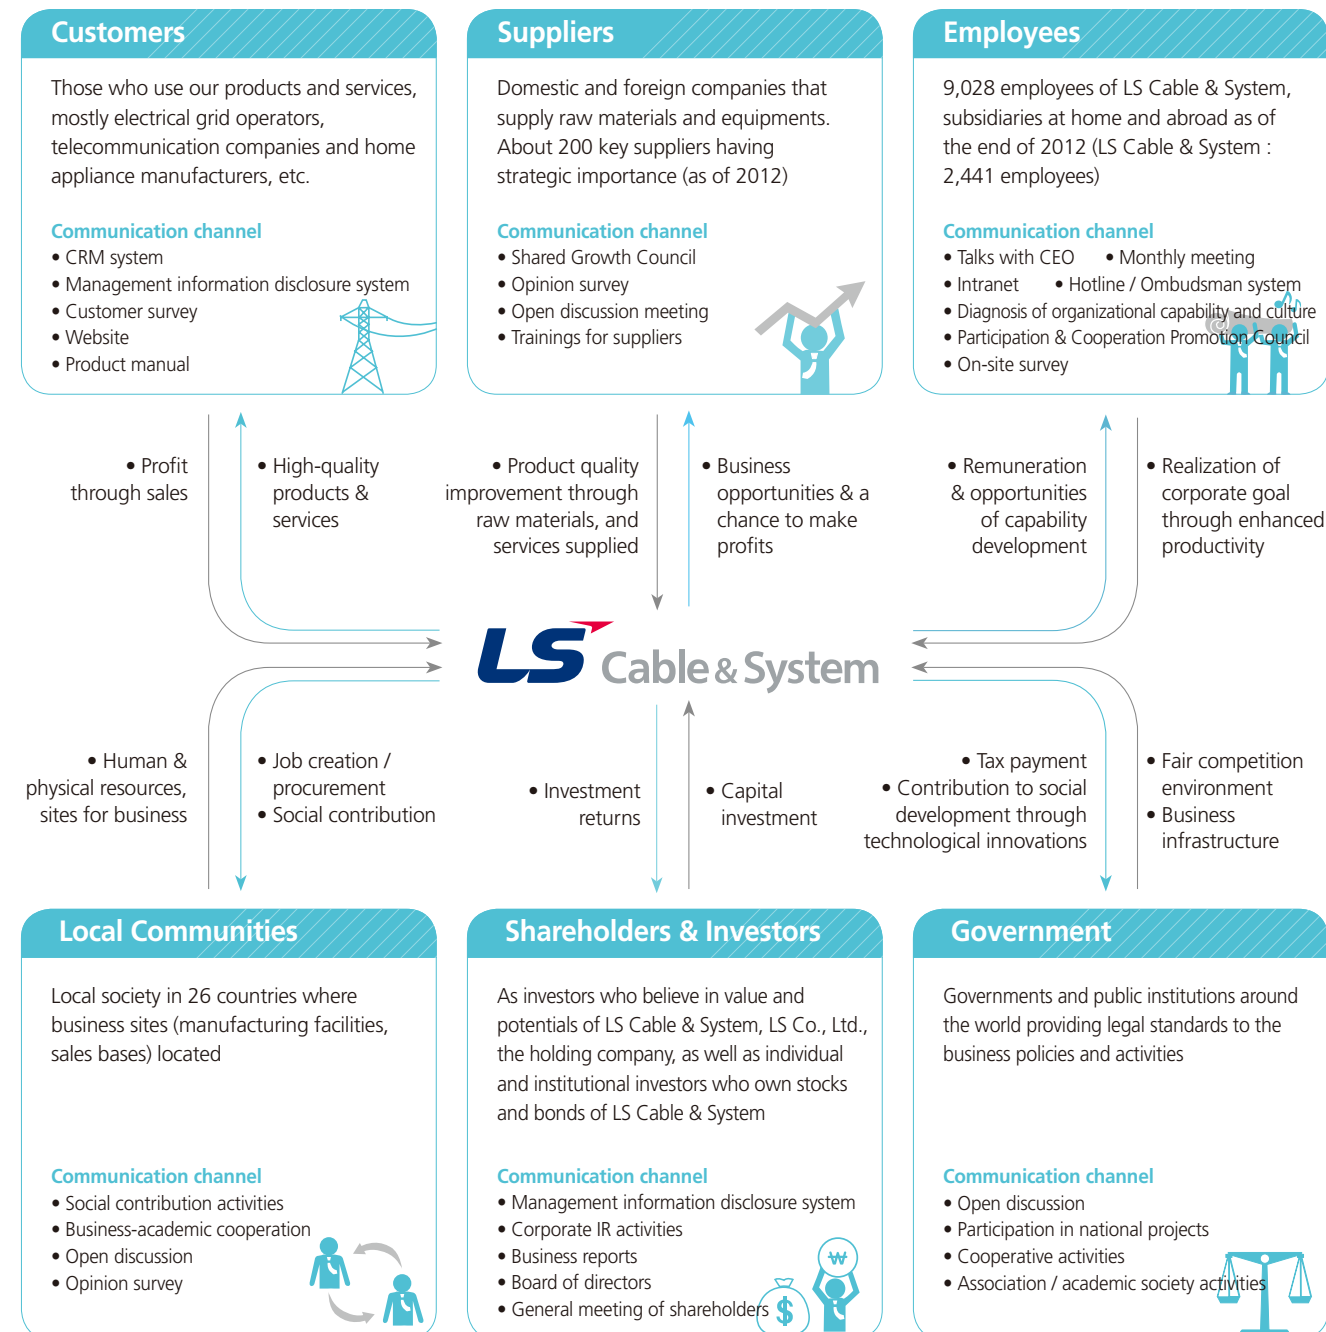 Customers
Those who use our products and services,
mostly electrical grid operators,
telecommunication companies and home
appliance manufacturers, etc.
Communication channel
• CRM system
• Management information disclosure system
• Customer survey
• Website
• Product manual
Suppliers
Domestic and foreign companies that
supply raw materials and equipments.
About 200 key suppliers having
strategic importance (as of 2012)
Communication channel
• Shared Growth Council
• Opinion survey
• Open discussion meeting
• Trainings for suppliers
Employees
9,028 employees of LS Cable & System,
subsidiaries at home and abroad as of
the end of 2012 (LS Cable & System :
2,441 employees)
Communication channel
• Talks with CEO • Monthly meeting
• Intranet • Hotline / Ombudsman system
• Diagnosis of organizational capability and culture
• Participation & Cooperation Promotion Council
• On-site survey
• Profit
through sales
• High-quality
products &
services
• Product quality
improvement through
raw materials, and
services supplied
• Business
opportunities & a
chance to make
profits
• Remuneration
& opportunities
of capability
development
• Realization of
corporate goal
through enhanced
productivity
LS Cable & System
• Human &
physical resources,
sites for business
• Job creation /
procurement
• Social contribution
• Investment
returns
• Capital
investment
• Tax payment
• Contribution to social
development through
technological innovations
• Fair competition
environment
• Business
infrastructure
Local Communities
Local society in 26 countries where
business sites (manufacturing facilities,
sales bases) located
Communication channel
• Social contribution activities
• Business-academic cooperation
• Open discussion
• Opinion survey
Shareholders & Investors
As investors who believe in value and
potentials of LS Cable & System, LS Co., Ltd.,
the holding company, as well as individual
and institutional investors who own stocks
and bonds of LS Cable & System
Communication channel
• Management information disclosure system
• Corporate IR activities
• Business reports
• Board of directors
• General meeting of shareholders
₩
$
Government
Governments and public institutions around
the world providing legal standards to the
business policies and activities
Communication channel
• Open discussion
• Participation in national projects
• Cooperative activities
• Association / academic society activities